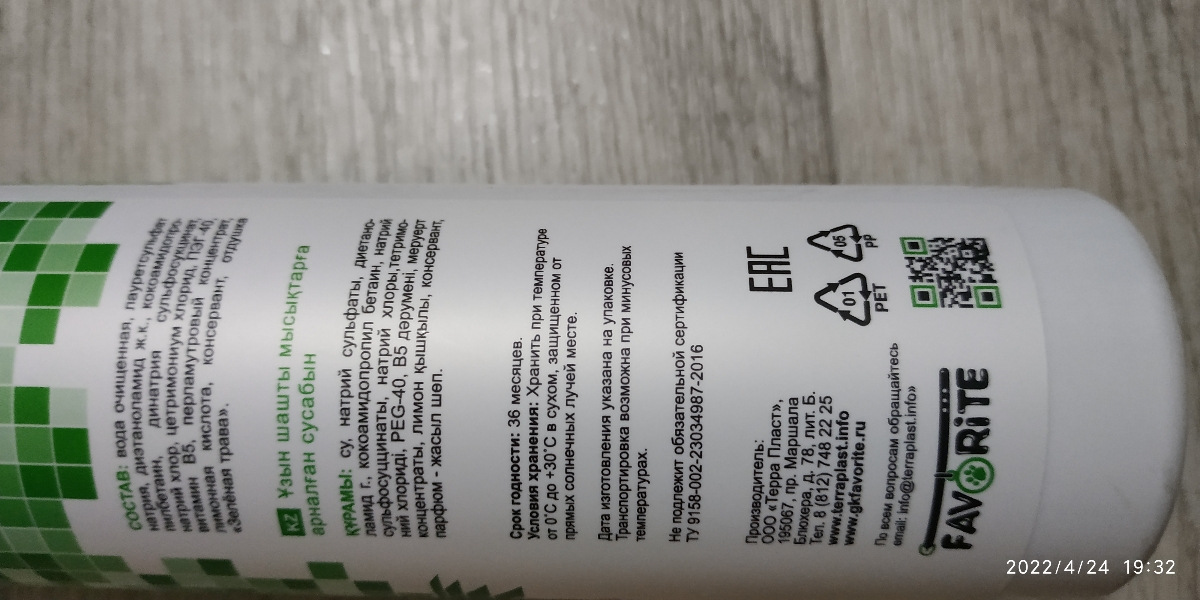 СОСТАВ: вода очищенная, лауретсульфат
натрия, диэтаноламид ж.к., кокоамидопро-
пилбетаин, динатрия сульфосукцинат,
натрий хлор, цетримониум хлорид, ПЭГ 40,
витамин В5, перламутровый концентрат,
лимонная кислота, консервант, отдушка
«Зелёная трава».
KZ Ұзын шашты мысықтарға
арналған сусабын
ҚҰРАМЫ: су, натрий сульфаты, диетано-
ламид г., кокоамидопропил бетаин, натрий
сульфосуццинаты, натрий хлоры,тетримо-
ний хлориді, PEG-40, В5 дәрумені, меруерт
концентраты, лимон қышқылы, консервант,
парфюм - жасыл шөп.
Срок годности: 36 месяцев.
Условия хранения: Хранить при температуре
от 0˚С до +30˚С в сухом, защищенном от
прямых солнечных лучей месте.
Дата изготовления указана на упаковке.
Транспортировка возможна при минусовых
температурах.
Не подлежит обязательной сертификации
ТУ 9158-002-23034987-2016
Производитель:
ООО «Терра Пласт»,
195067, пр. Маршала
Блюхера, д. 78, лит. Б.
Тел. 8 (812) 748 22 25
www.terraplast.info
www.gkfavorite.ru
EAC
01
PET
05
PP
По всем вопросам обращайтесь
email: info@terraplast.info»
FAVORiTE
2022/4/24 19:32